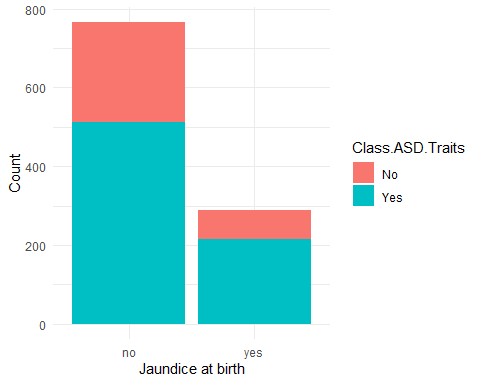 800
600
400
200
0
Count
no yes
Jaundice at birth
Class.ASD.Traits
No
Yes